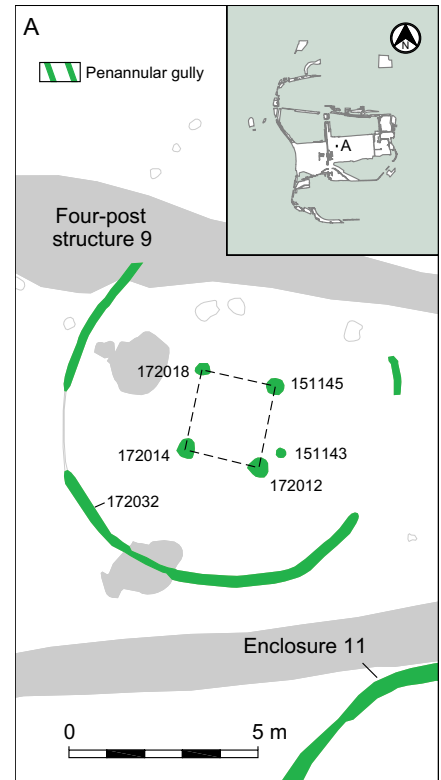 A
N
Penannular gully
A
Four-post
structure 9
172018
151145
172014
151143
172012
172032
Enclosure 11
0
5 m